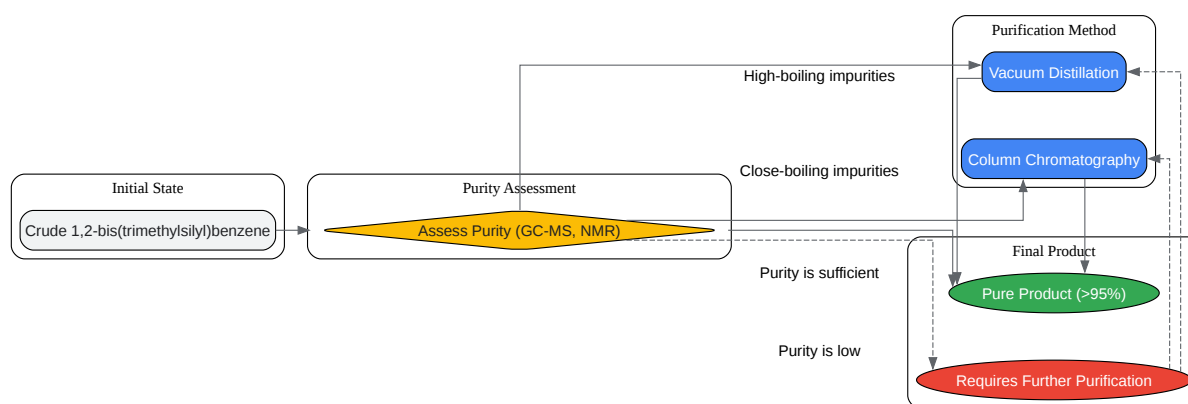 Purification Method
Vacuum Distillation
High-boiling impurities
Column Chromatography
Close-boiling impurities
Initial State
Purity Assessment
Crude 1,2-bis(trimethylsilyl)benzene
Assess Purity (GC-MS, NMR)
Final Product
Purity is sufficient
Pure Product (>95%)
Purity is low
Requires Further Purification